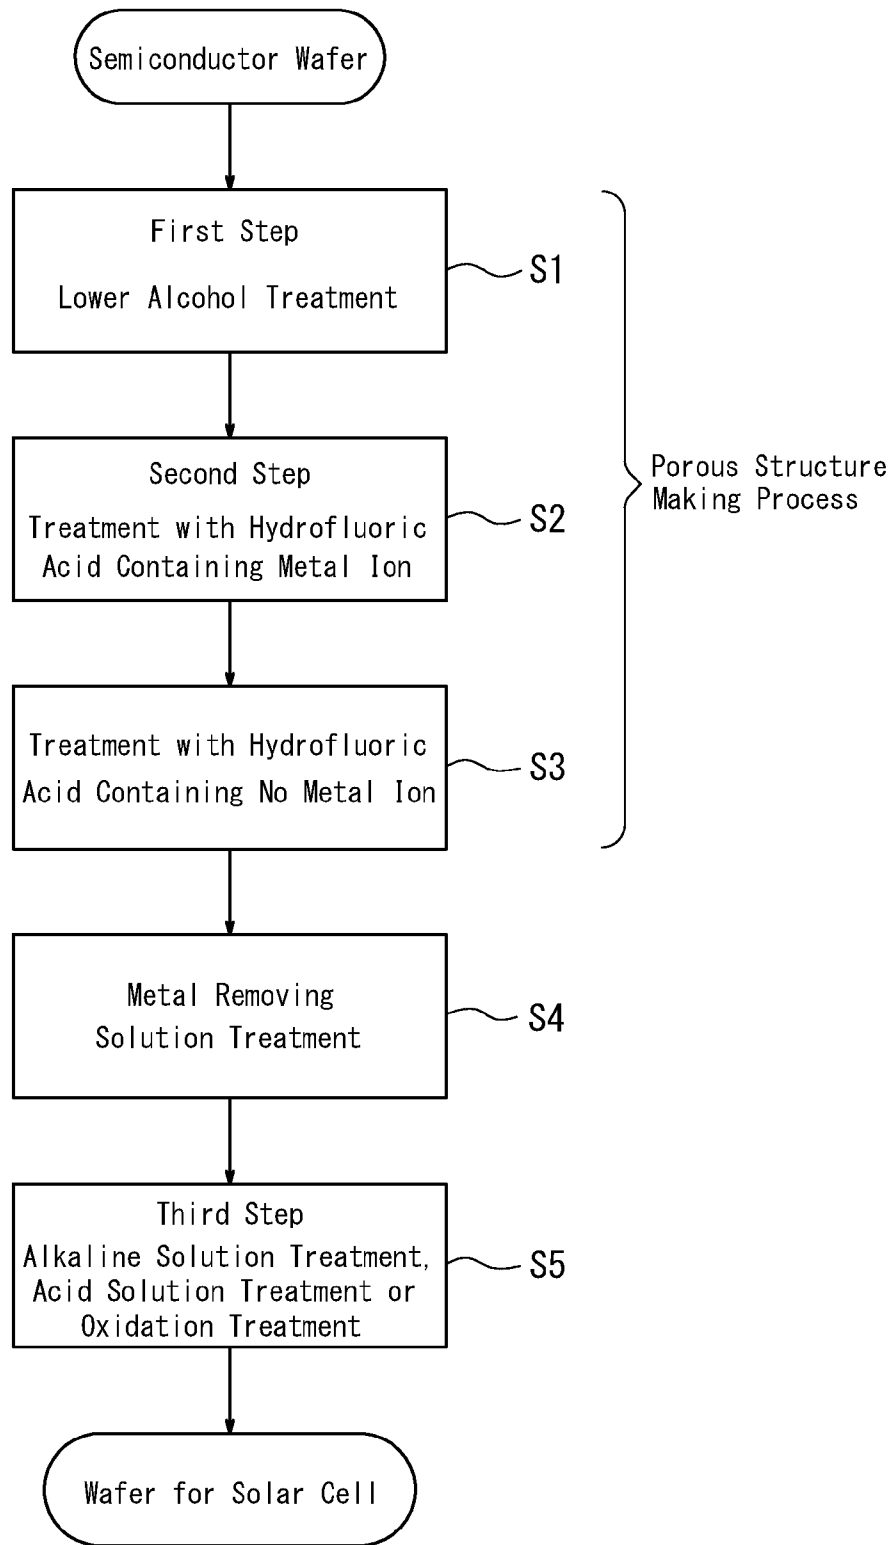 Semiconductor Wafer
First Step
Lower Alcohol Treatment
S1
Second Step
Treatment with Hydrofluoric
Acid Containing Metal Ion
S2
Porous Structure
Making Process
Treatment with Hydrofluoric
Acid Containing No Metal Ion
S3
Metal Removing
Solution Treatment
S4
Third Step
Alkaline Solution Treatment,
Acid Solution Treatment or
Oxidation Treatment
S5
Wafer for Solar Cell